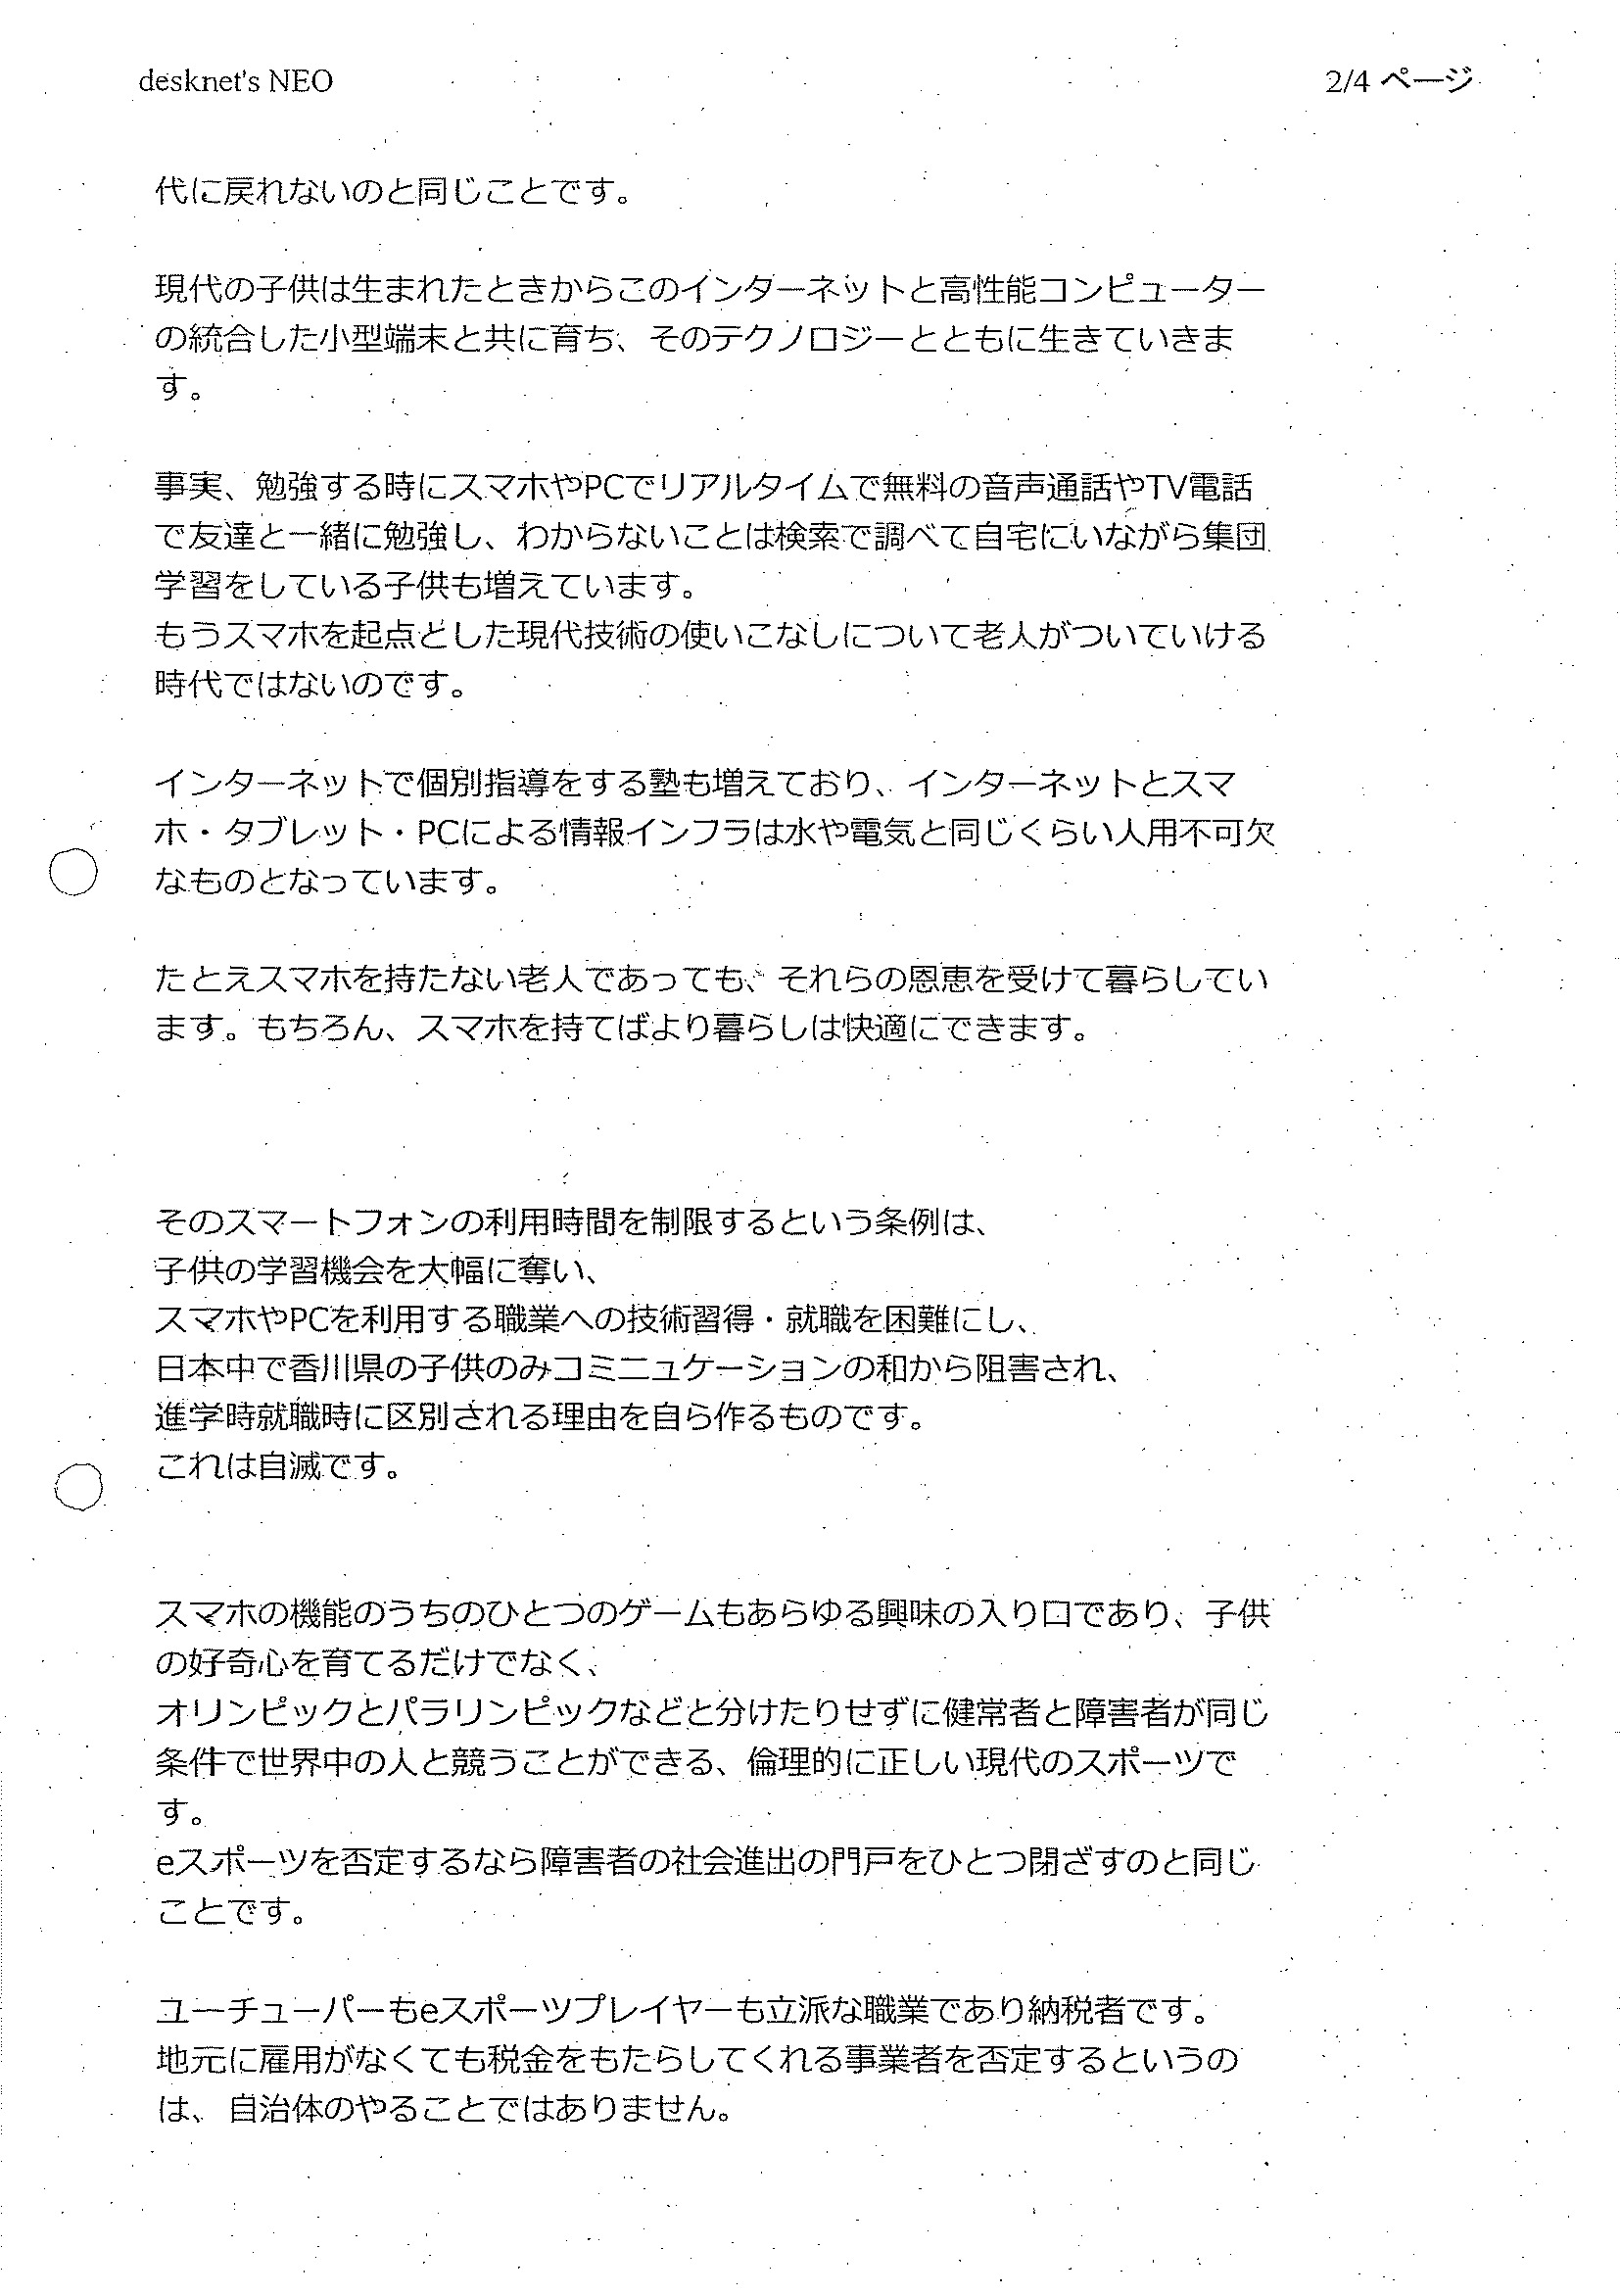 desknet's NEO
2/4 ページ
代に戻れないのと同じことです。
現代の子供は生まれたときからこのインターネットと高性能コンピューター
の統合した小型端末と共に育ち、そのテクノロジーとともに生きていきま
す。
事実、勉強する時にスマホやPCでリアルタイムで無料の音声通話やTV電話
で友達と一緒に勉強し、わからないことは検索で調べて自宅にいながら集団
学習をしている子供も増えています。
もうスマホを起点とした現代技術の使いこなしについて老人がついていける
時代ではないのです。
インターネットで個別指導をする塾も増えており、インターネットとスマ
ホ・タブレット・PCによる情報インフラは水や電気と同じくらい人用不可欠
なものとなっています。
たとえスマホを持たない老人であっても、それらの恩恵を受けて暮らしてい
ます。もちろん、スマホを持てばより暮らしは快適にできます。
そのスマートフォンの利用時間を制限するという条例は、
子供の学習機会を大幅に奪い、
スマホやPCを利用する職業への技術習得・就職を困難にし、
日本中で香川県の子供のみコミニュケーションの和から阻害され、
進学時就職時に区別される理由を自ら作るものです。
これは自滅です。
スマホの機能のうちのひとつのゲームもあらゆる興味の入り口であり、子供
の好奇心を育てるだけでなく、
オリンピックとパラリンピックなどと分けたりせずに健常者と障害者が同じ
条件で世界中の人と競うことができる、倫理的に正しい現代のスポーツで
す。
eスポーツを否定するなら障害者の社会進出の門戸をひとつ閉ざすのと同じ
ことです。
ユーチューパーもeスポーツプレイヤーも立派な職業であり納税者です。
地元に雇用がなくても税金をもたらしてくれる事業者を否定するというの
は、自治体のやることではありません。